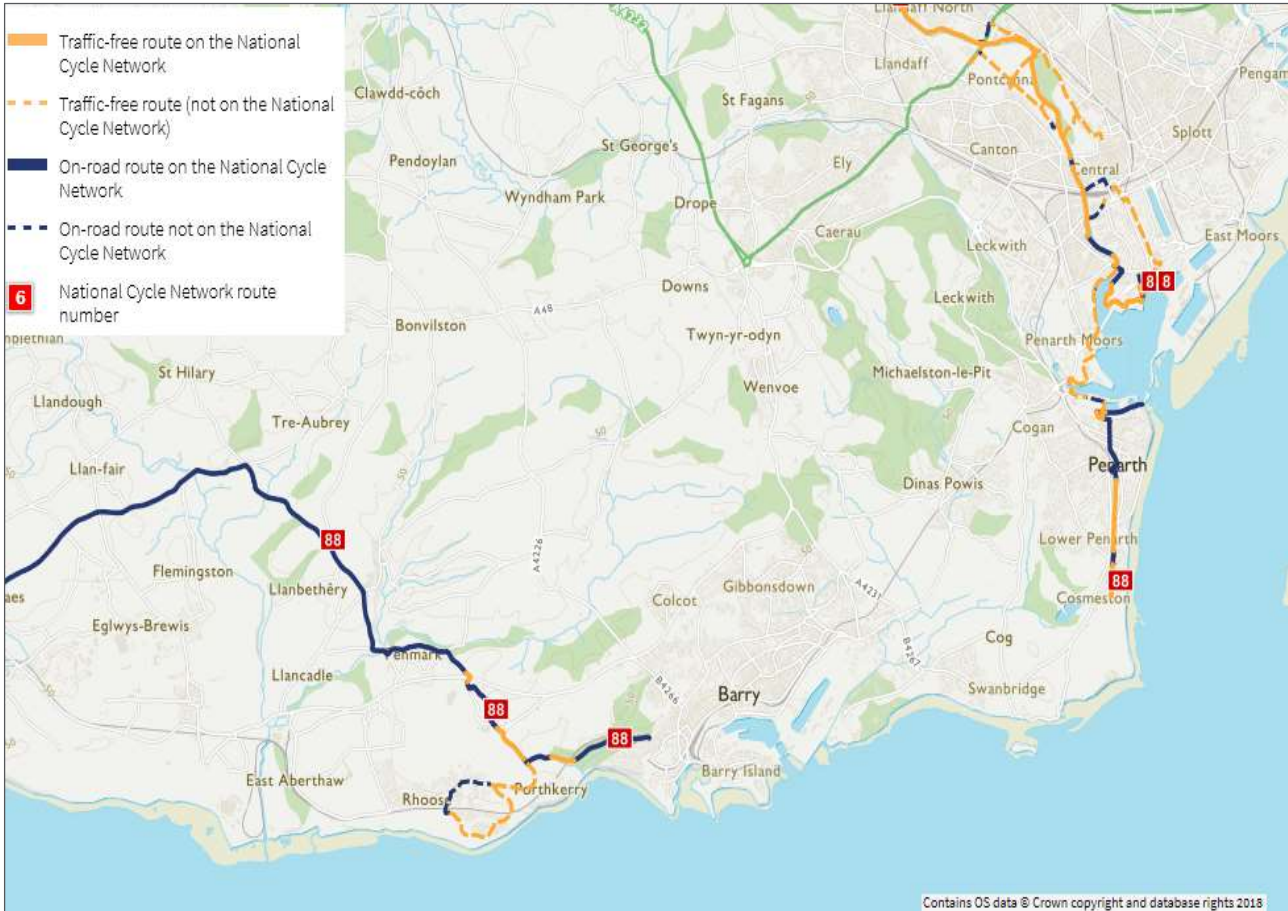 Traffic-free route on the National
Cycle Network
Traffic-free route (not on the National
Cycle Network)
On-road route on the National Cycle
Network
On-road route not on the National
Cycle Network
6
National Cycle Network route
number
Llandaff North
A4232
Llandaff
Pontcanna
Pengam
Clawdd-côch
St Fagans
50
Splott
St George's
Canton
Pendoylan
Ely
Central
Wyndham Park
Drope
Caerau
East Moors
Leckwith
8 8
Downs
Leckwith
A48
Bonvilston
Twyn-yr-odyn
Penarth Moors
St Hilary
Michaelston-le-Pit
Wenvoe
Llandough
Tre-Aubrey
50
Cogan
Llan-fair
50
Penarth
Dinas Powis
88
Lower Penarth
A4226
50
Flemingston
Gibbonsdown
88
Llanbethêry
A4231
Colcot
Cosmeston
Eglwys-Brewis
Cog
Penmark
B4267
Llancadle
Swanbridge
B4266
Barry
88
88
East Aberthaw
Barry Island
Rhoose
Porthkerry
Contains OS data © Crown copyright and database rights 2018